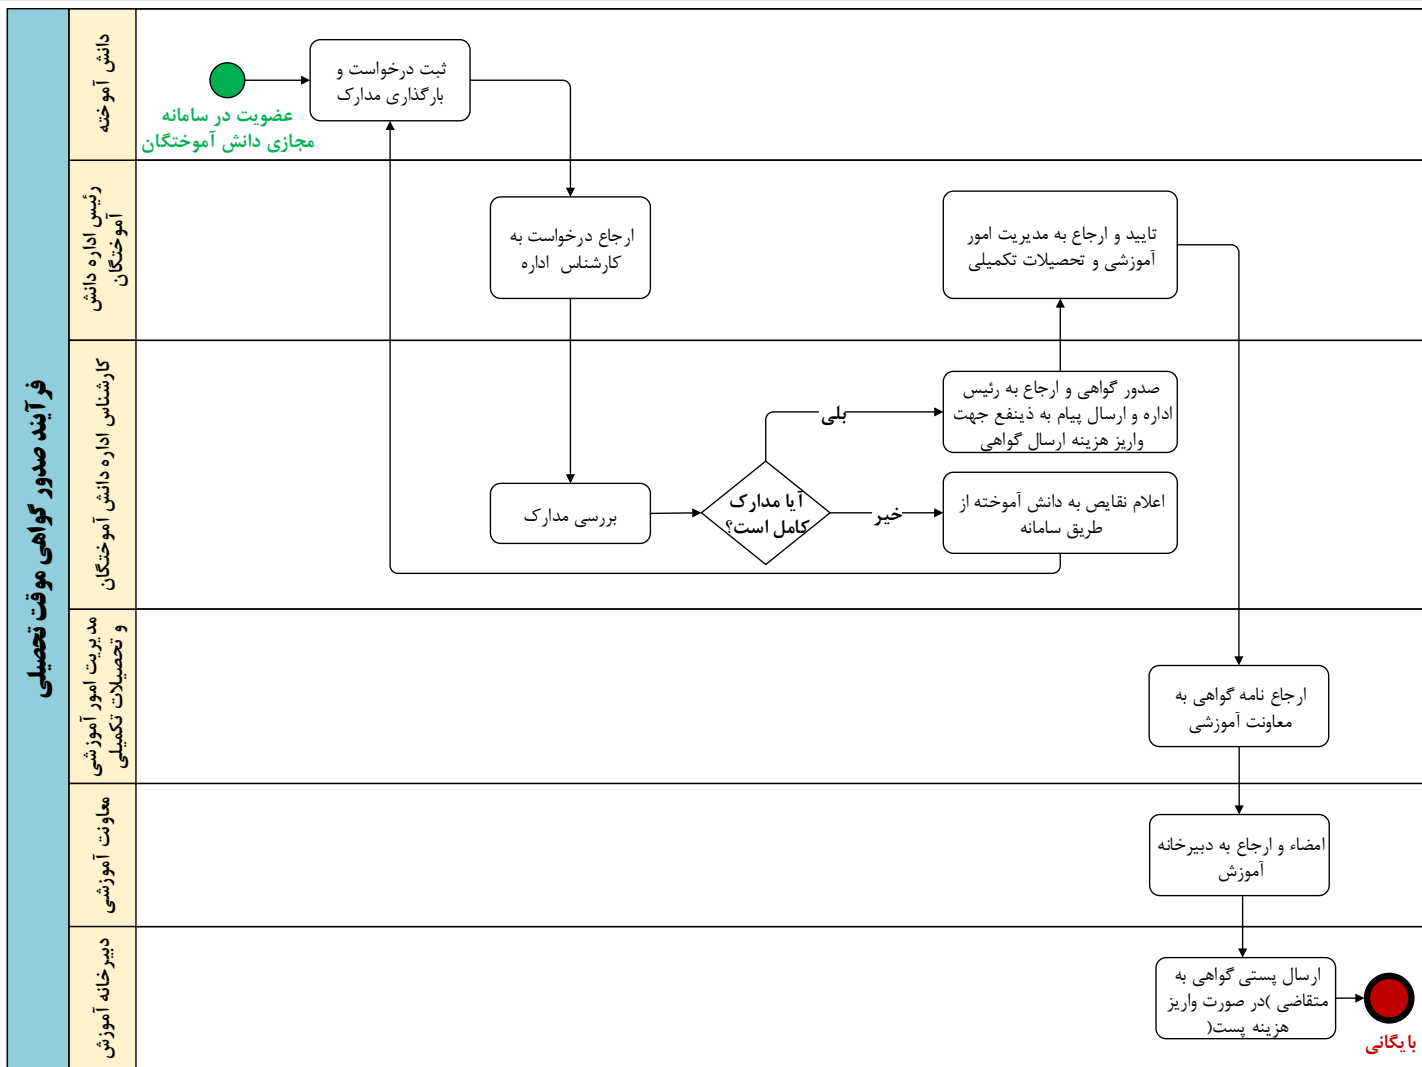 فرآیند صدور گواهی موقت تحصیلی
دانش آموخته
عضویت در سامانه
مجازی دانش آموختگان
ثبت درخواست و
بارگذاری مدارک
رئیس اداره دانش
آموختگان
ارجاع درخواست به
کارشناس اداره
تایید و ارجاع به مدیریت امور
آموزشی و تحصیلات تکمیلی
کارشناس اداره دانش آموختگان
بررسی مدارک
آیا مدارک
کامل است؟
بلی
صدور گواهی و ارجاع به رئیس
اداره و ارسال پیام به ذینفع جهت
واریز هزینه ارسال گواهی
خیر
اعلام نقایص به دانش آموخته از
طریق سامانه
مدیریت امور آموزشی
و تحصیلات تکمیلی
ارجاع نامه گواهی به
معاونت آموزشی
معاونت آموزشی
امضاء و ارجاع به دبیرخانه
آموزش
دبیرخانه آموزش
ارسال پستی گواهی به
متقاضی )در صورت واریز
هزینه پست(
بایگانی